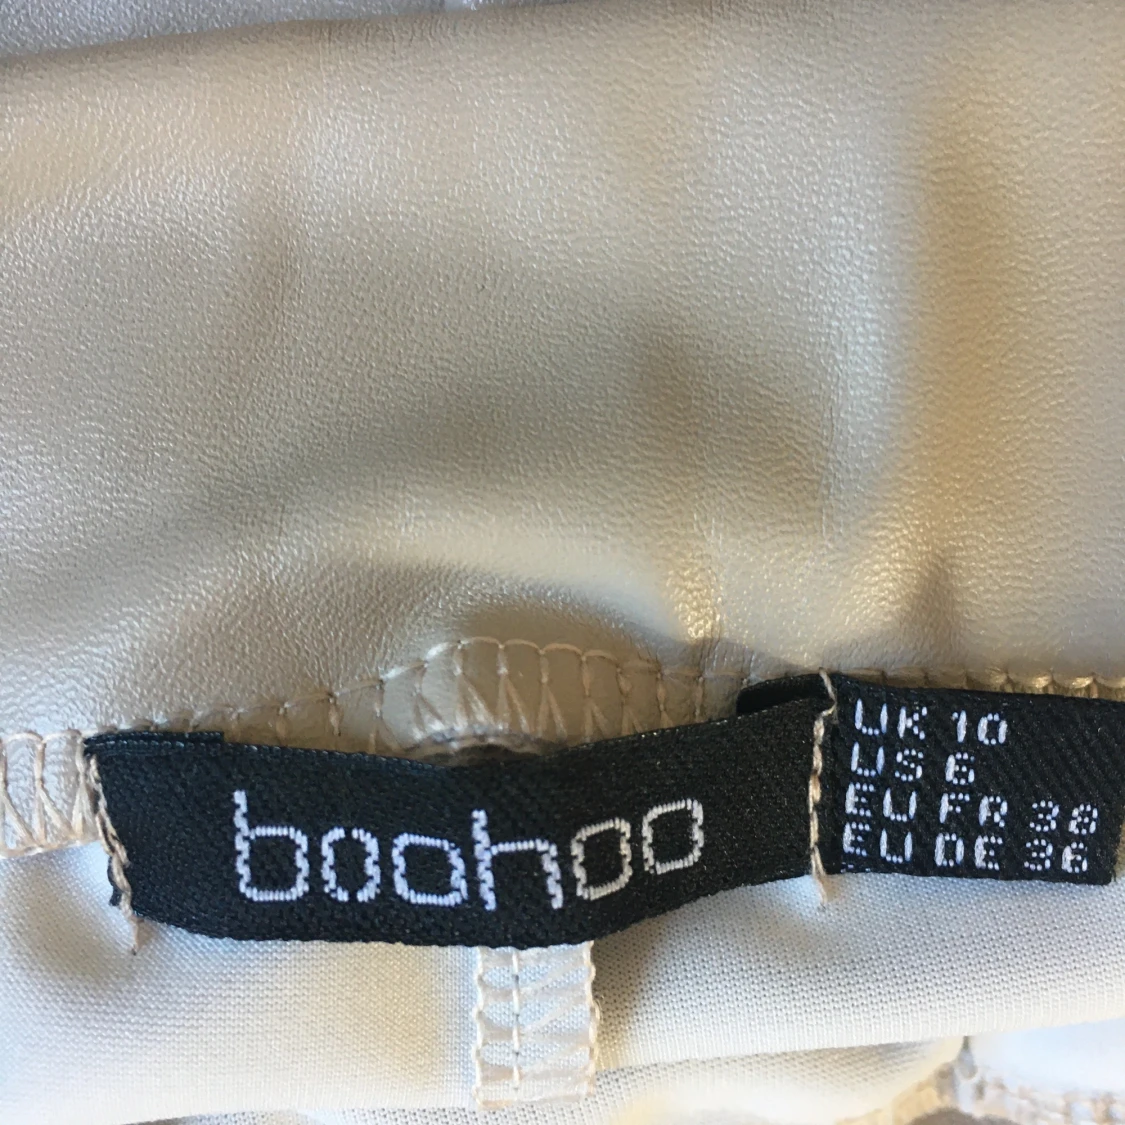 boohoo
UK 10
US 6
EU FR 38
EU DE 36